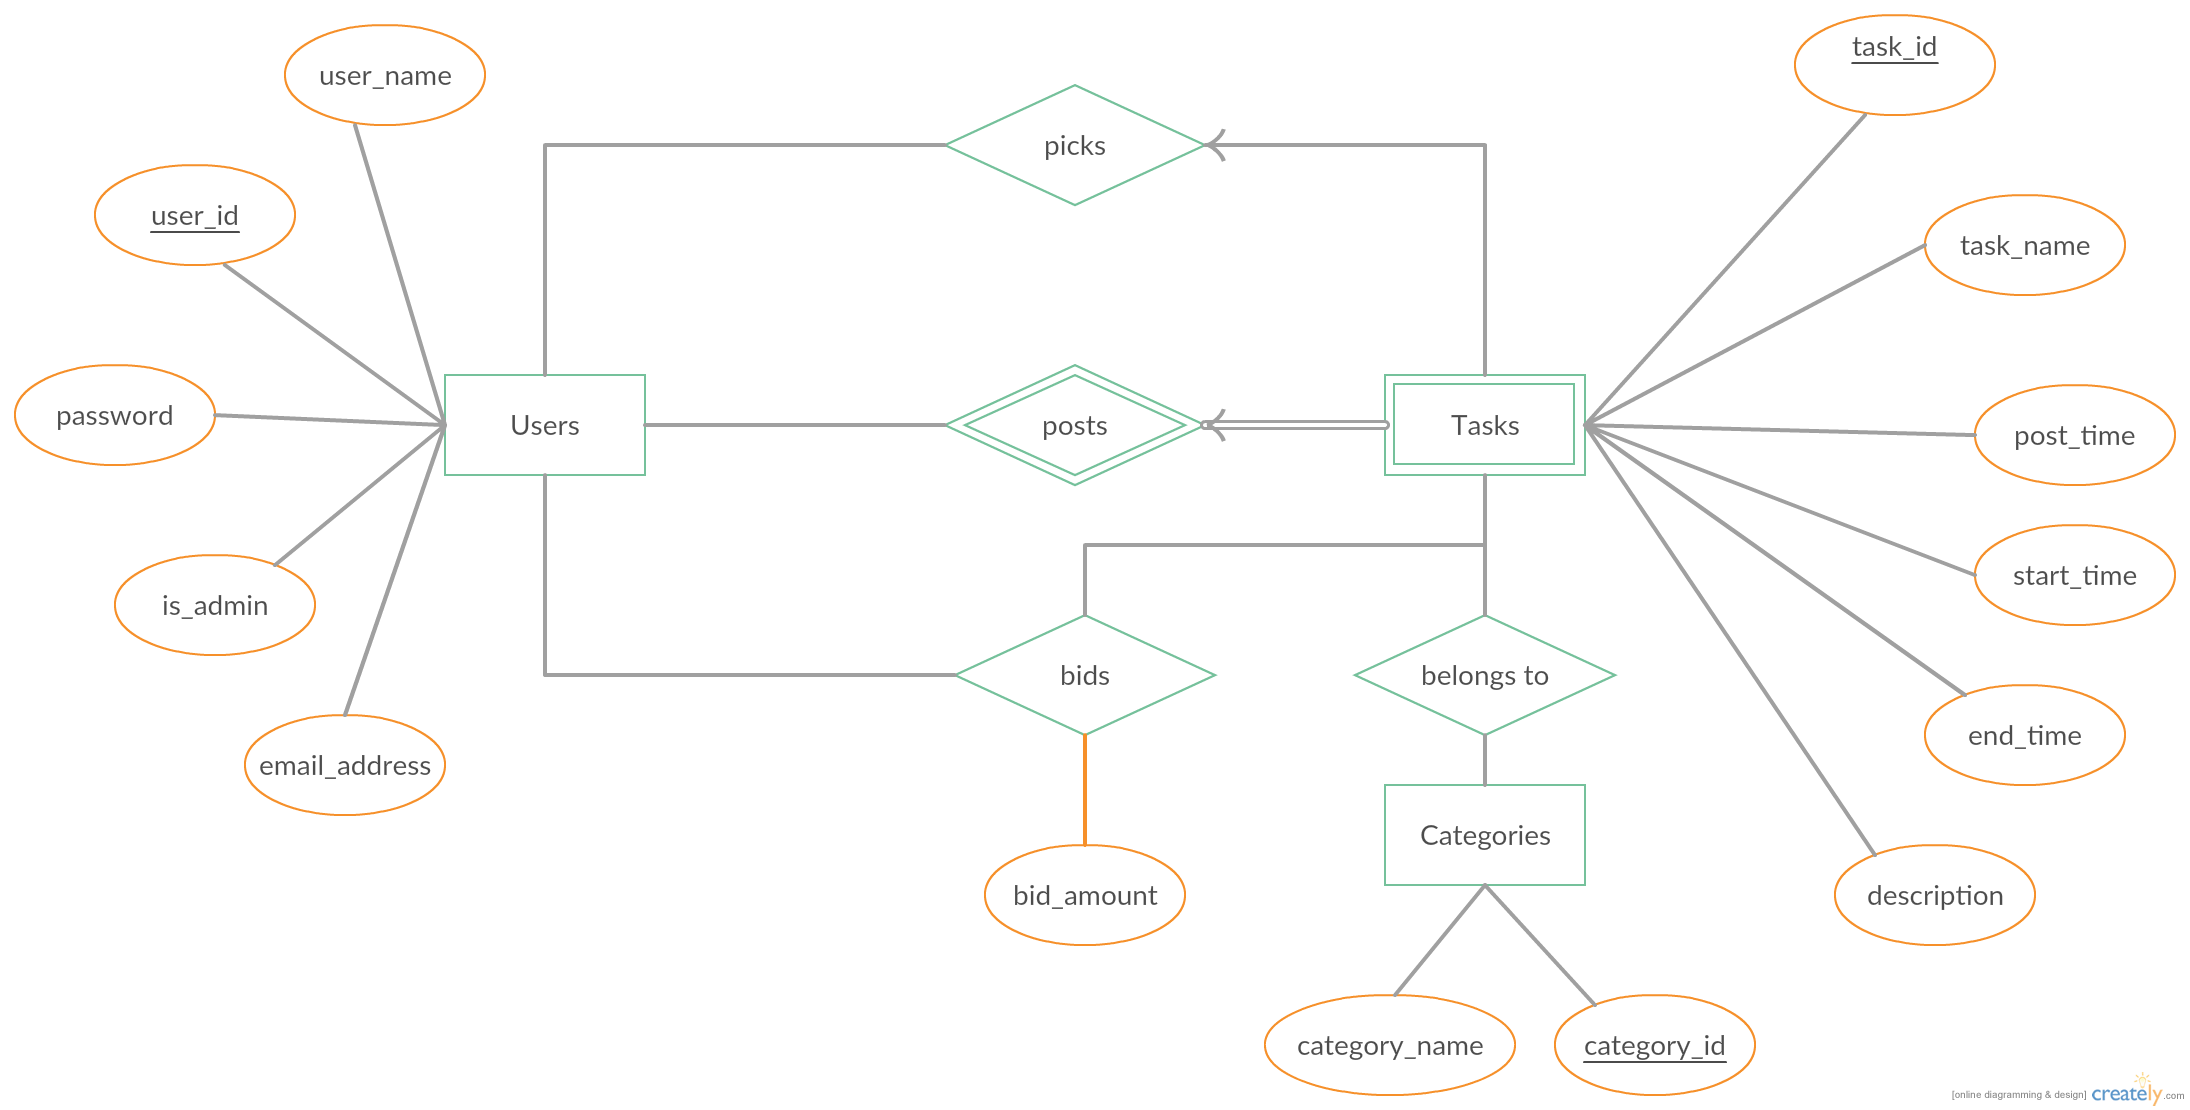 task_id
user_name
picks
user_id
task_name
password
Users
posts
Tasks
post_time
start_time
is_admin
bids
belongs to
end_time
email_address
Categories
bid_amount
description
category_name
category_id
[online diagramming & design] creately.com